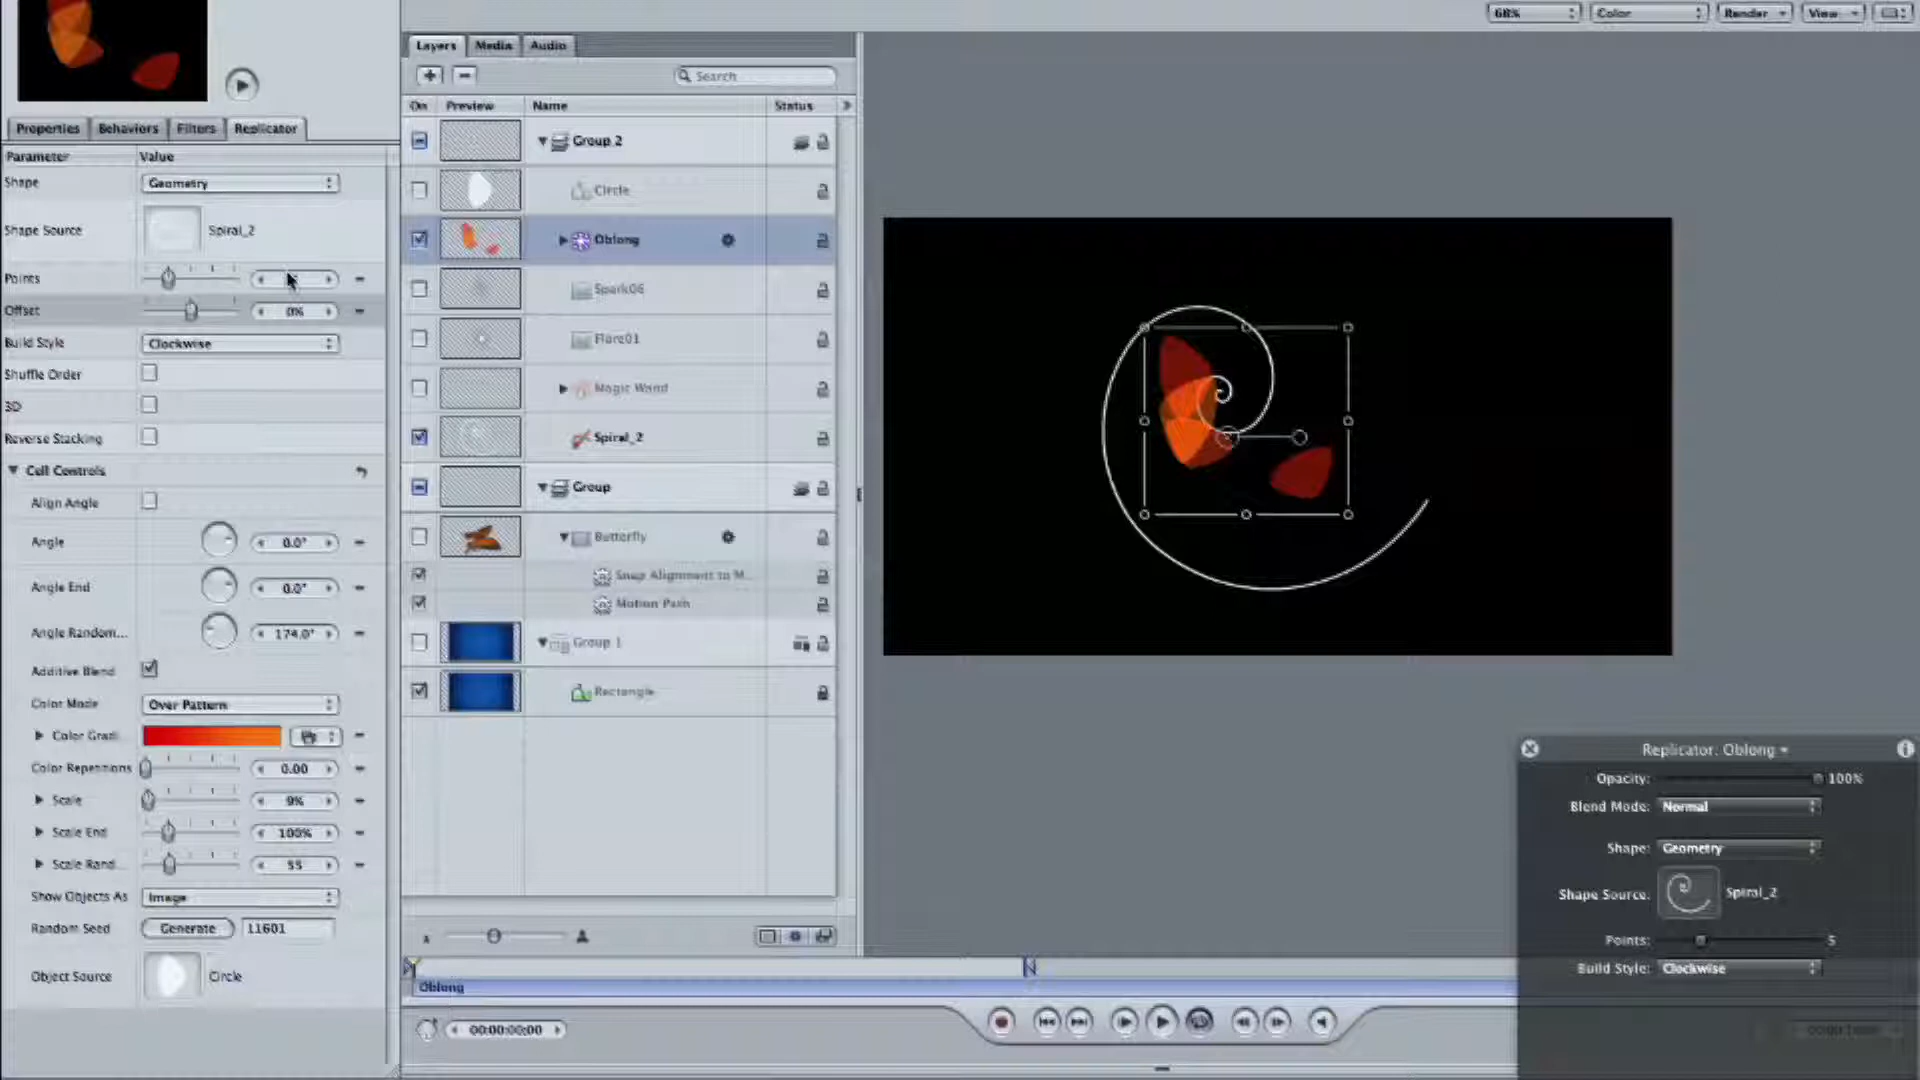 68%
Color
Render
View
Layers
Media
Audio
Search
On
Preview
Name
Status
Properties
Behaviors
Filters
Replicator
Parameter
Value
Shape
Geometry
Shape Source
Spiral_2
Points
Offset
0%
Build Style
Clockwise
Shuffle Order
3D
Reverse Stacking
Cell Controls
Align Angle
Angle
0.0°
Angle End
0.0°
Angle Random...
174.0°
Additive Blend
Color Mode
Over Pattern
Color Gradi...
Color Repetitions
0.00
Scale
9%
Scale End
100%
Scale Rand...
55
Show Objects As
Image
Random Seed
Generate
11601
Object Source
Circle
Group 2
Circle
Oblong
Spark06
Flare01
Magic Wand
Spiral_2
Group
Butterfly
Snap Alignment to M...
Motion Path
Group 1
Rectangle
Oblong
00:00:00:00
Replicator: Oblong
Opacity:
100%
Blend Mode:
Normal
Shape:
Geometry
Shape Source:
Spiral_2
Points:
5
Build Style:
Clockwise